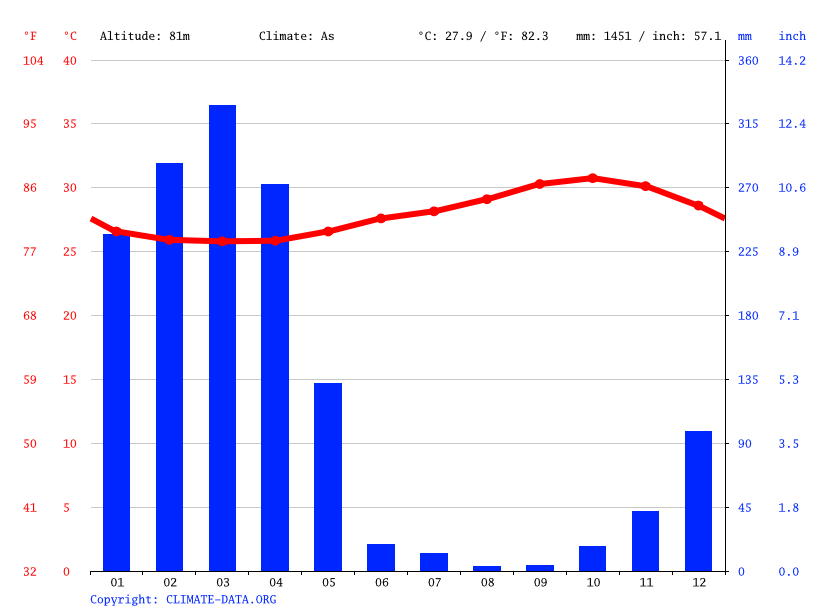 °F °C Altitude: 81m Climate: As °C: 27.9 / °F: 82.3 mm: 1451 / inch: 57.1 mm inch
104 40 360 14.2
95 35 315 12.4
86 30 270 10.6
77 25 225 8.9
68 20 180 7.1
59 15 135 5.3
50 10 90 3.5
41 5 45 1.8
32 0 0 0.0
01 02 03 04 05 06 07 08 09 10 11 12
Copyright: CLIMATE-DATA.ORG